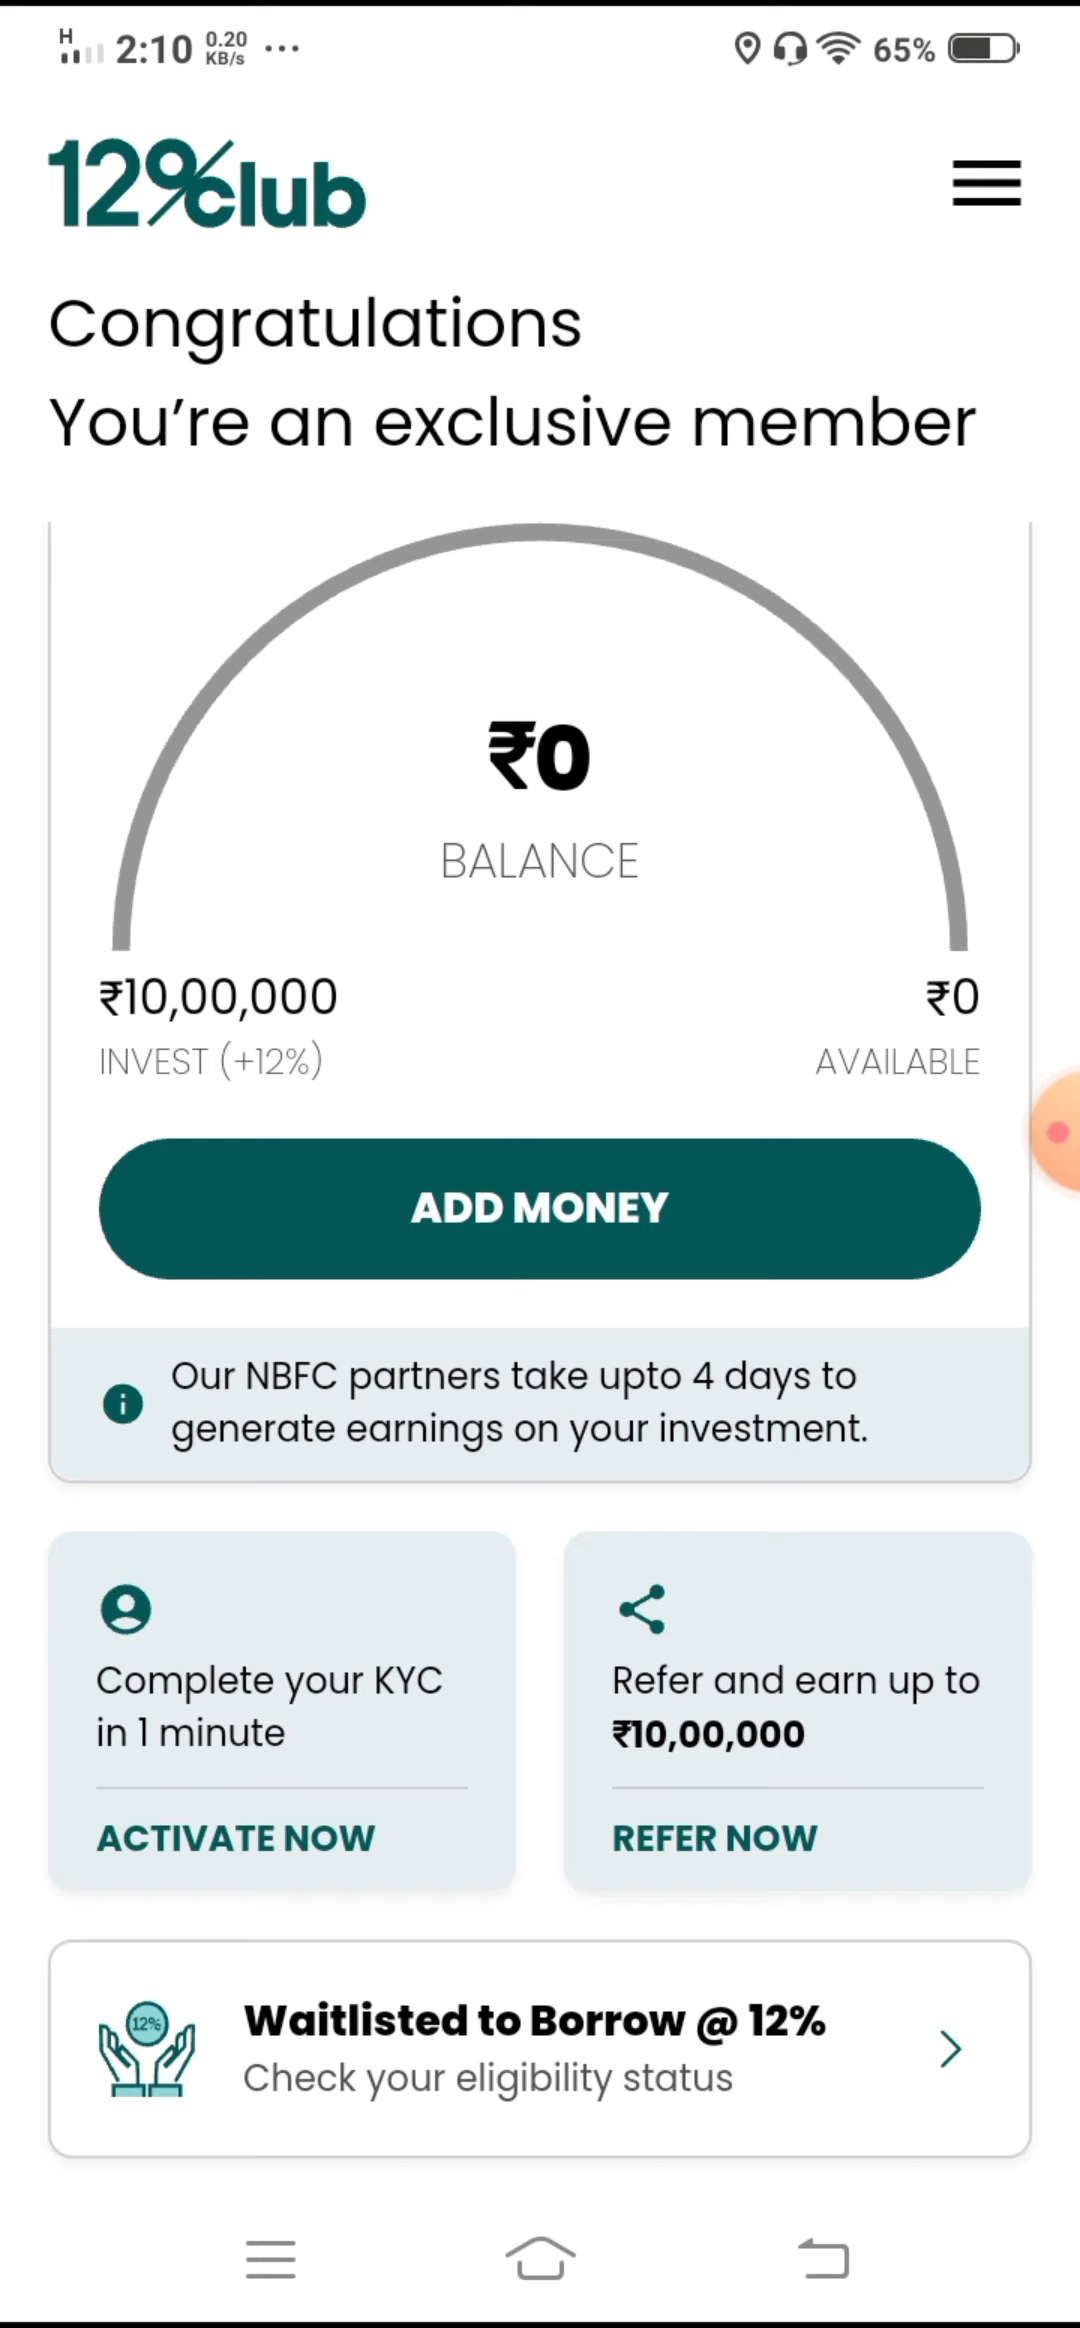 H 2:10 0.20 KB/s ... 65%
12%club
Congratulations
You’re an exclusive member
₹0
BALANCE
₹10,00,000 ₹0
INVEST (+12%) AVAILABLE
ADD MONEY
Our NBFC partners take upto 4 days to
generate earnings on your investment.
Complete your KYC
in 1 minute
ACTIVATE NOW
Refer and earn up to
₹10,00,000
REFER NOW
12%
Waitlisted to Borrow @ 12%
Check your eligibility status